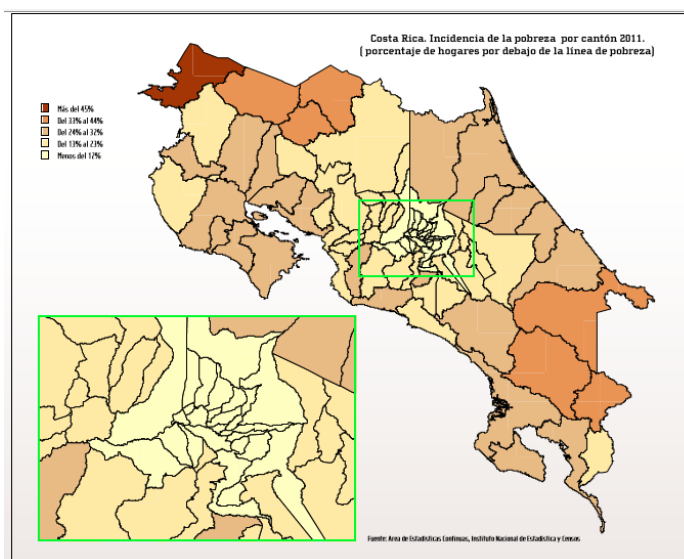 Costa Rica. Incidencia de la pobreza por cantón 2011.
( porcentaje de hogares por debajo de la línea de pobreza)
Más del 45%
Del 33% al 44%
Del 24% al 32%
Del 13% al 23%
Menos del 12%
Fuente: Area de Estadísticas Continuas, Instituto Nacional de Estadística y Censos